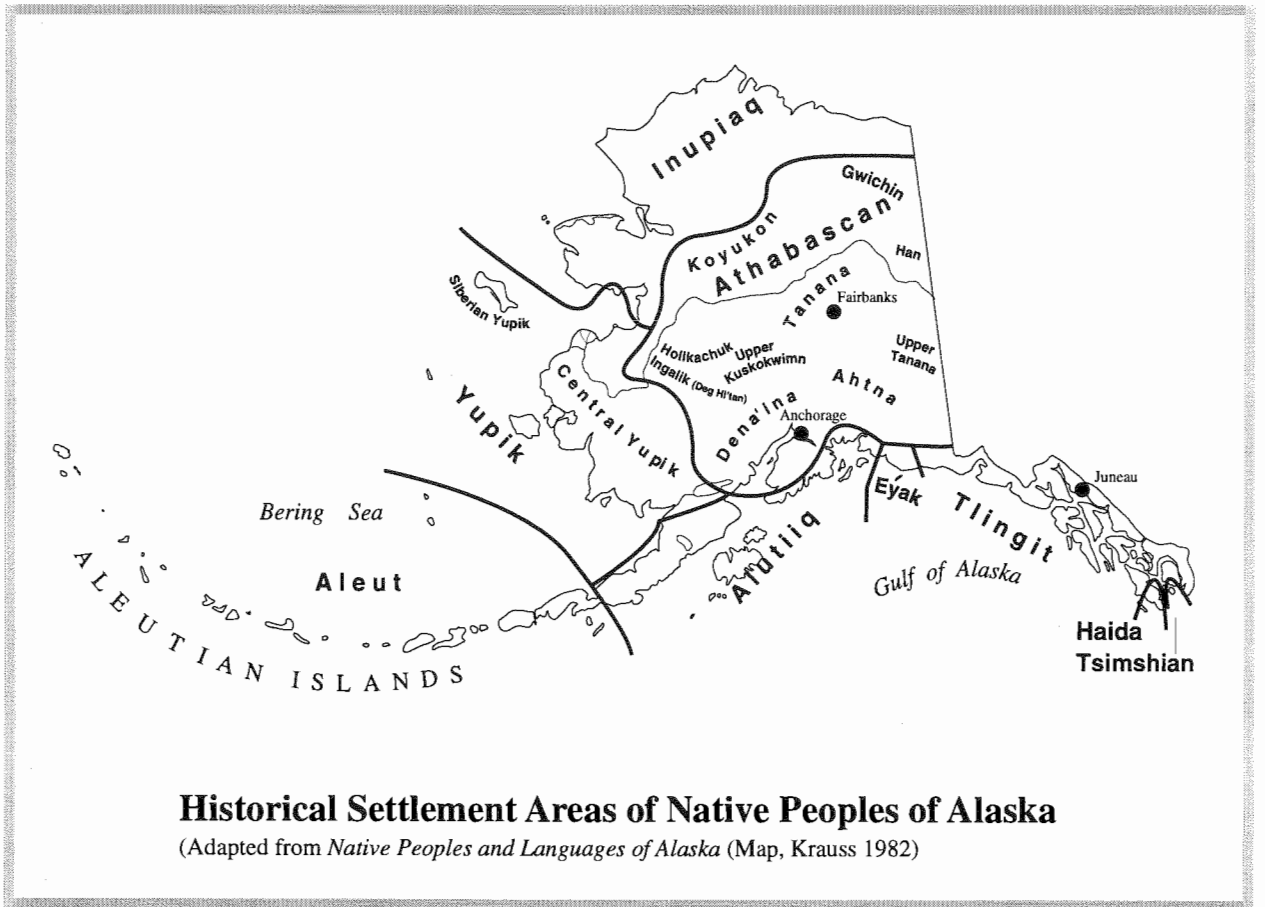 Inupiaq
Gwichin
Athabascan
Koyukon
Han
Tanana
Fairbanks
Siberian Yupik
Upper
Tanana
Holikachuk
Upper
Kuskokwimn
Ingalik (Deg Hi'tan)
Ahtna
Central Yupik
Yupik
Dena'ina
Anchorage
Juneau
Eyak
Tlingit
Bering Sea
Alutiiq
Aleut
Gulf of Alaska
ALEUTIAN ISLANDS
Haida
Tsimshian
Historical Settlement Areas of Native Peoples of Alaska
(Adapted from Native Peoples and Languages of Alaska (Map, Krauss 1982)